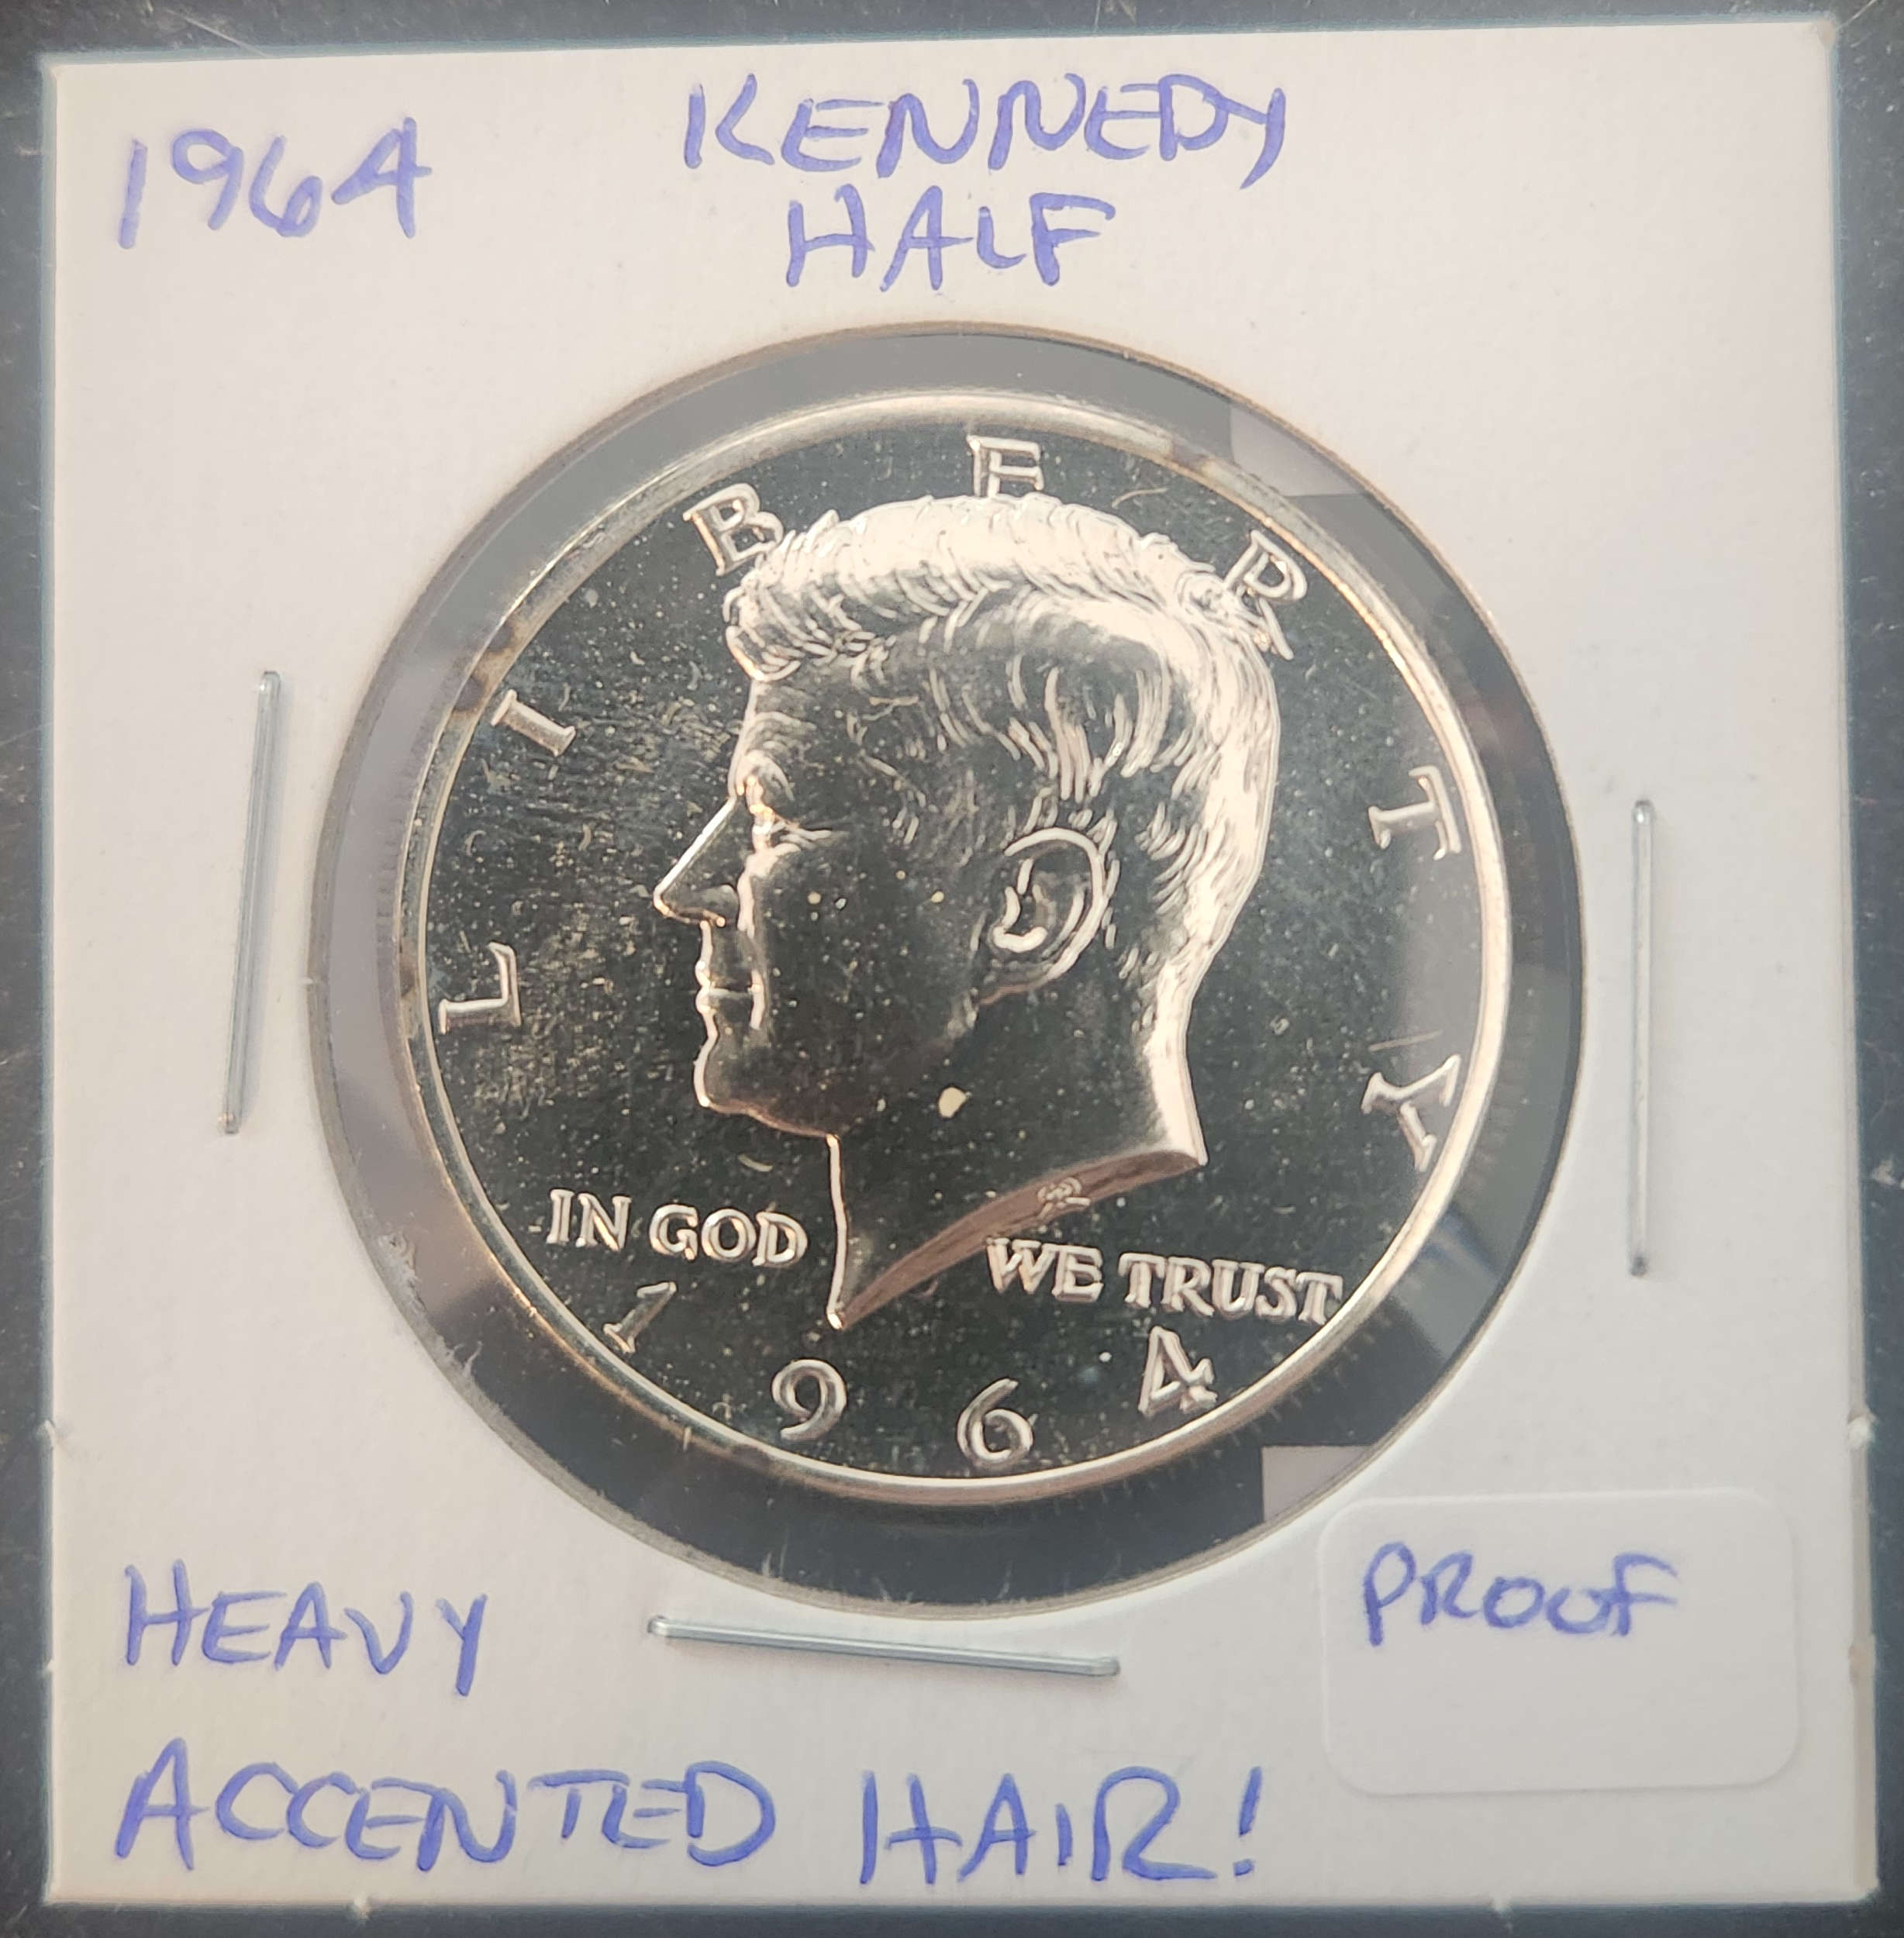 1964
KENNEDY
HALF
LIBERTY
IN GOD WE TRUST
1964
HEAVY
ACCENTED HAIR!
PROOF